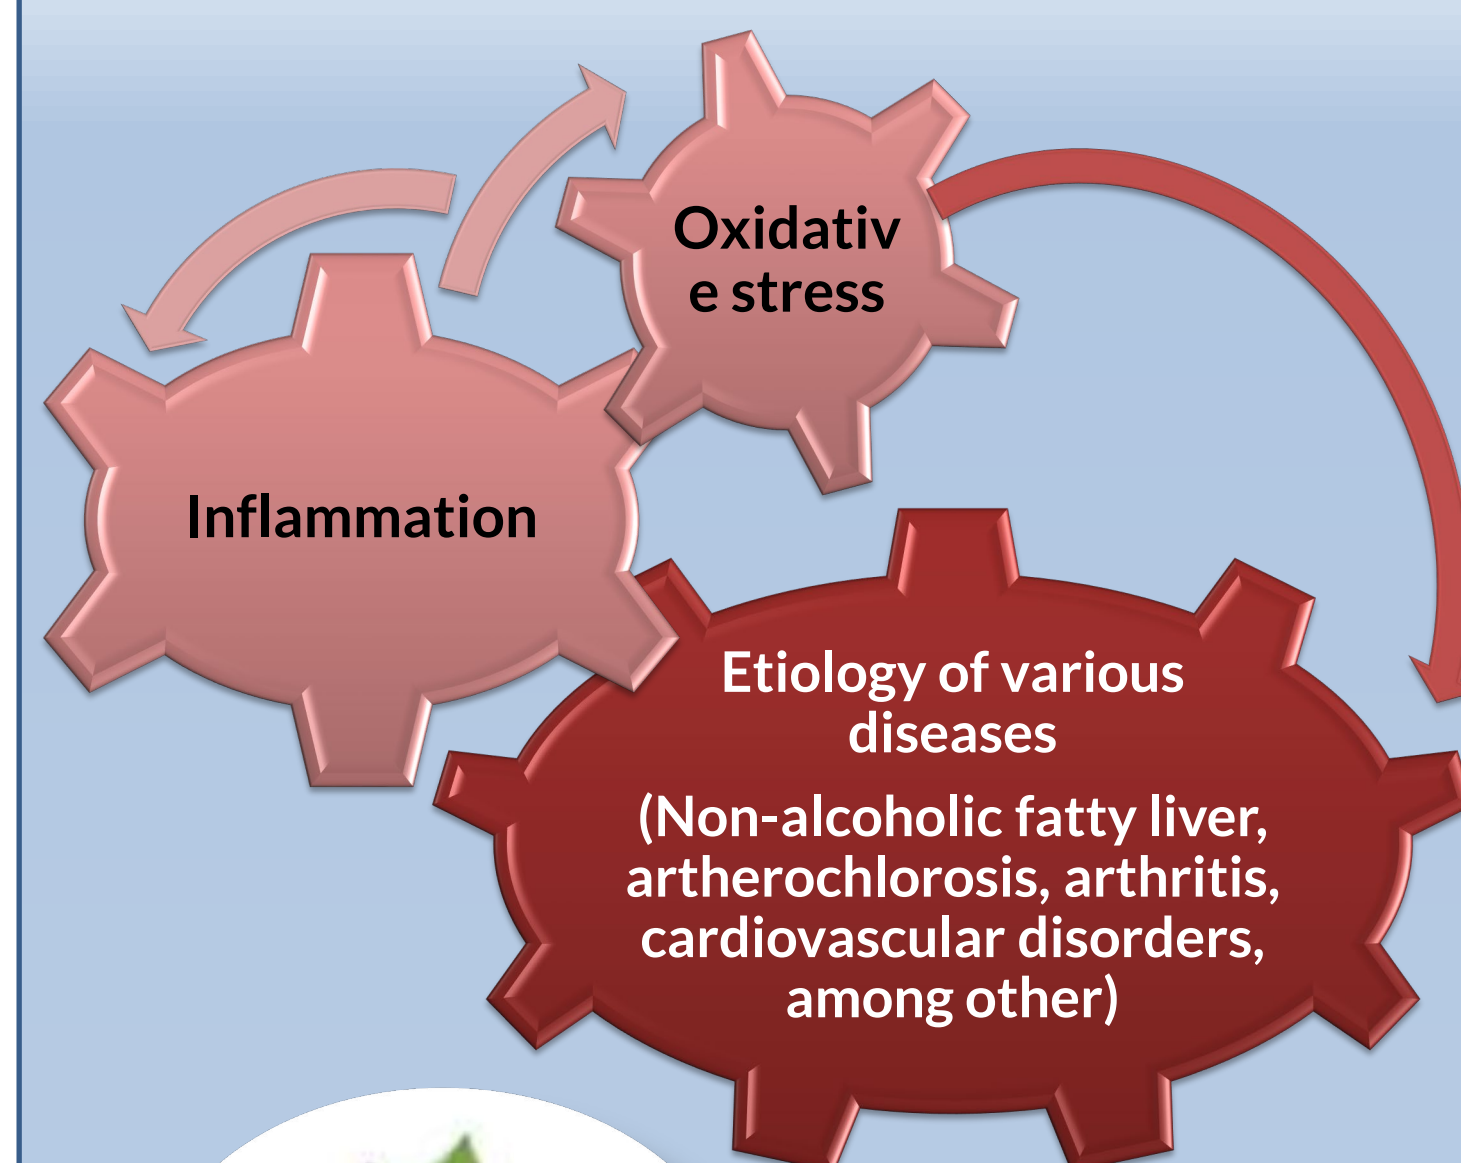 Oxidativ
e stress
Inflammation
Etiology of various
diseases
(Non-alcoholic fatty liver,
artherochlorosis, arthritis,
cardiovascular disorders,
among other)